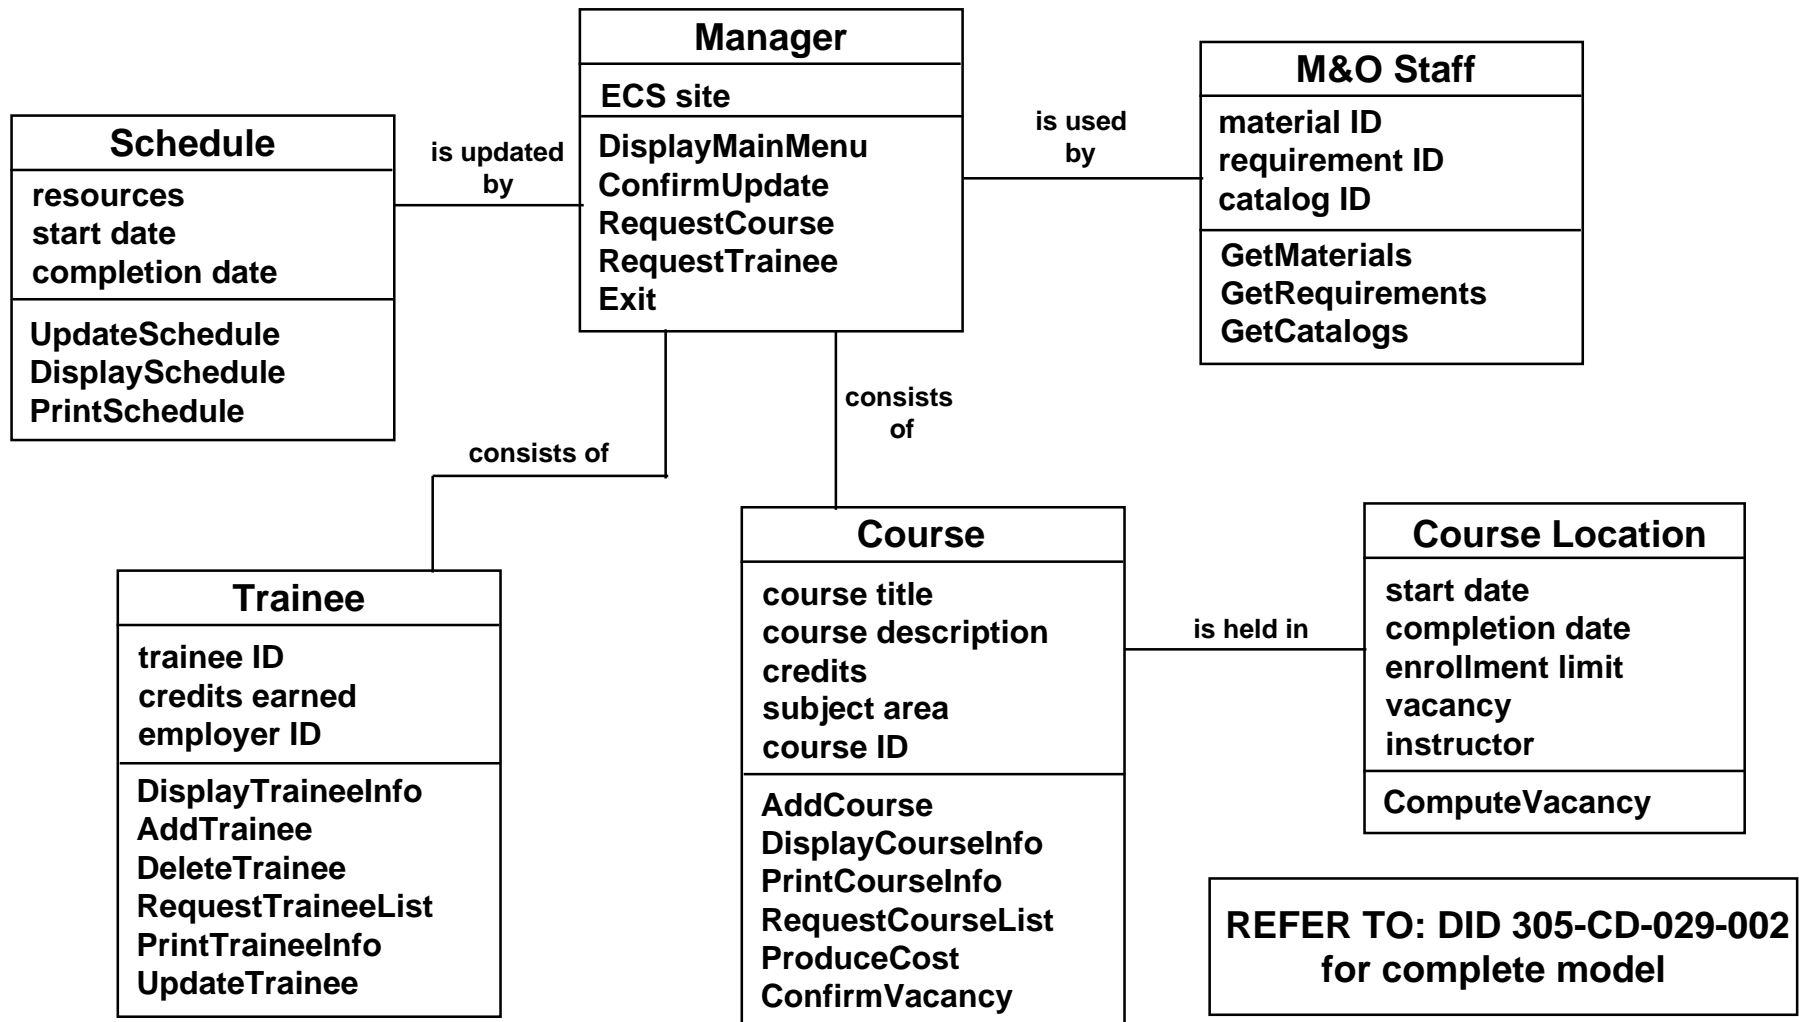 Manager
ECS site
DisplayMainMenu
ConfirmUpdate
RequestCourse
RequestTrainee
Exit
M&O Staff
material ID
requirement ID
catalog ID
GetMaterials
GetRequirements
GetCatalogs
Schedule
resources
start date
completion date
UpdateSchedule
DisplaySchedule
PrintSchedule
is updated
by
is used
by
consists of
consists
of
Trainee
trainee ID
credits earned
employer ID
DisplayTraineeInfo
AddTrainee
DeleteTrainee
RequestTraineeList
PrintTraineeInfo
UpdateTrainee
Course
course title
course description
credits
subject area
course ID
AddCourse
DisplayCourseInfo
PrintCourseInfo
RequestCourseList
ProduceCost
ConfirmVacancy
is held in
Course Location
start date
completion date
enrollment limit
vacancy
instructor
ComputeVacancy
REFER TO: DID 305-CD-029-002
for complete model